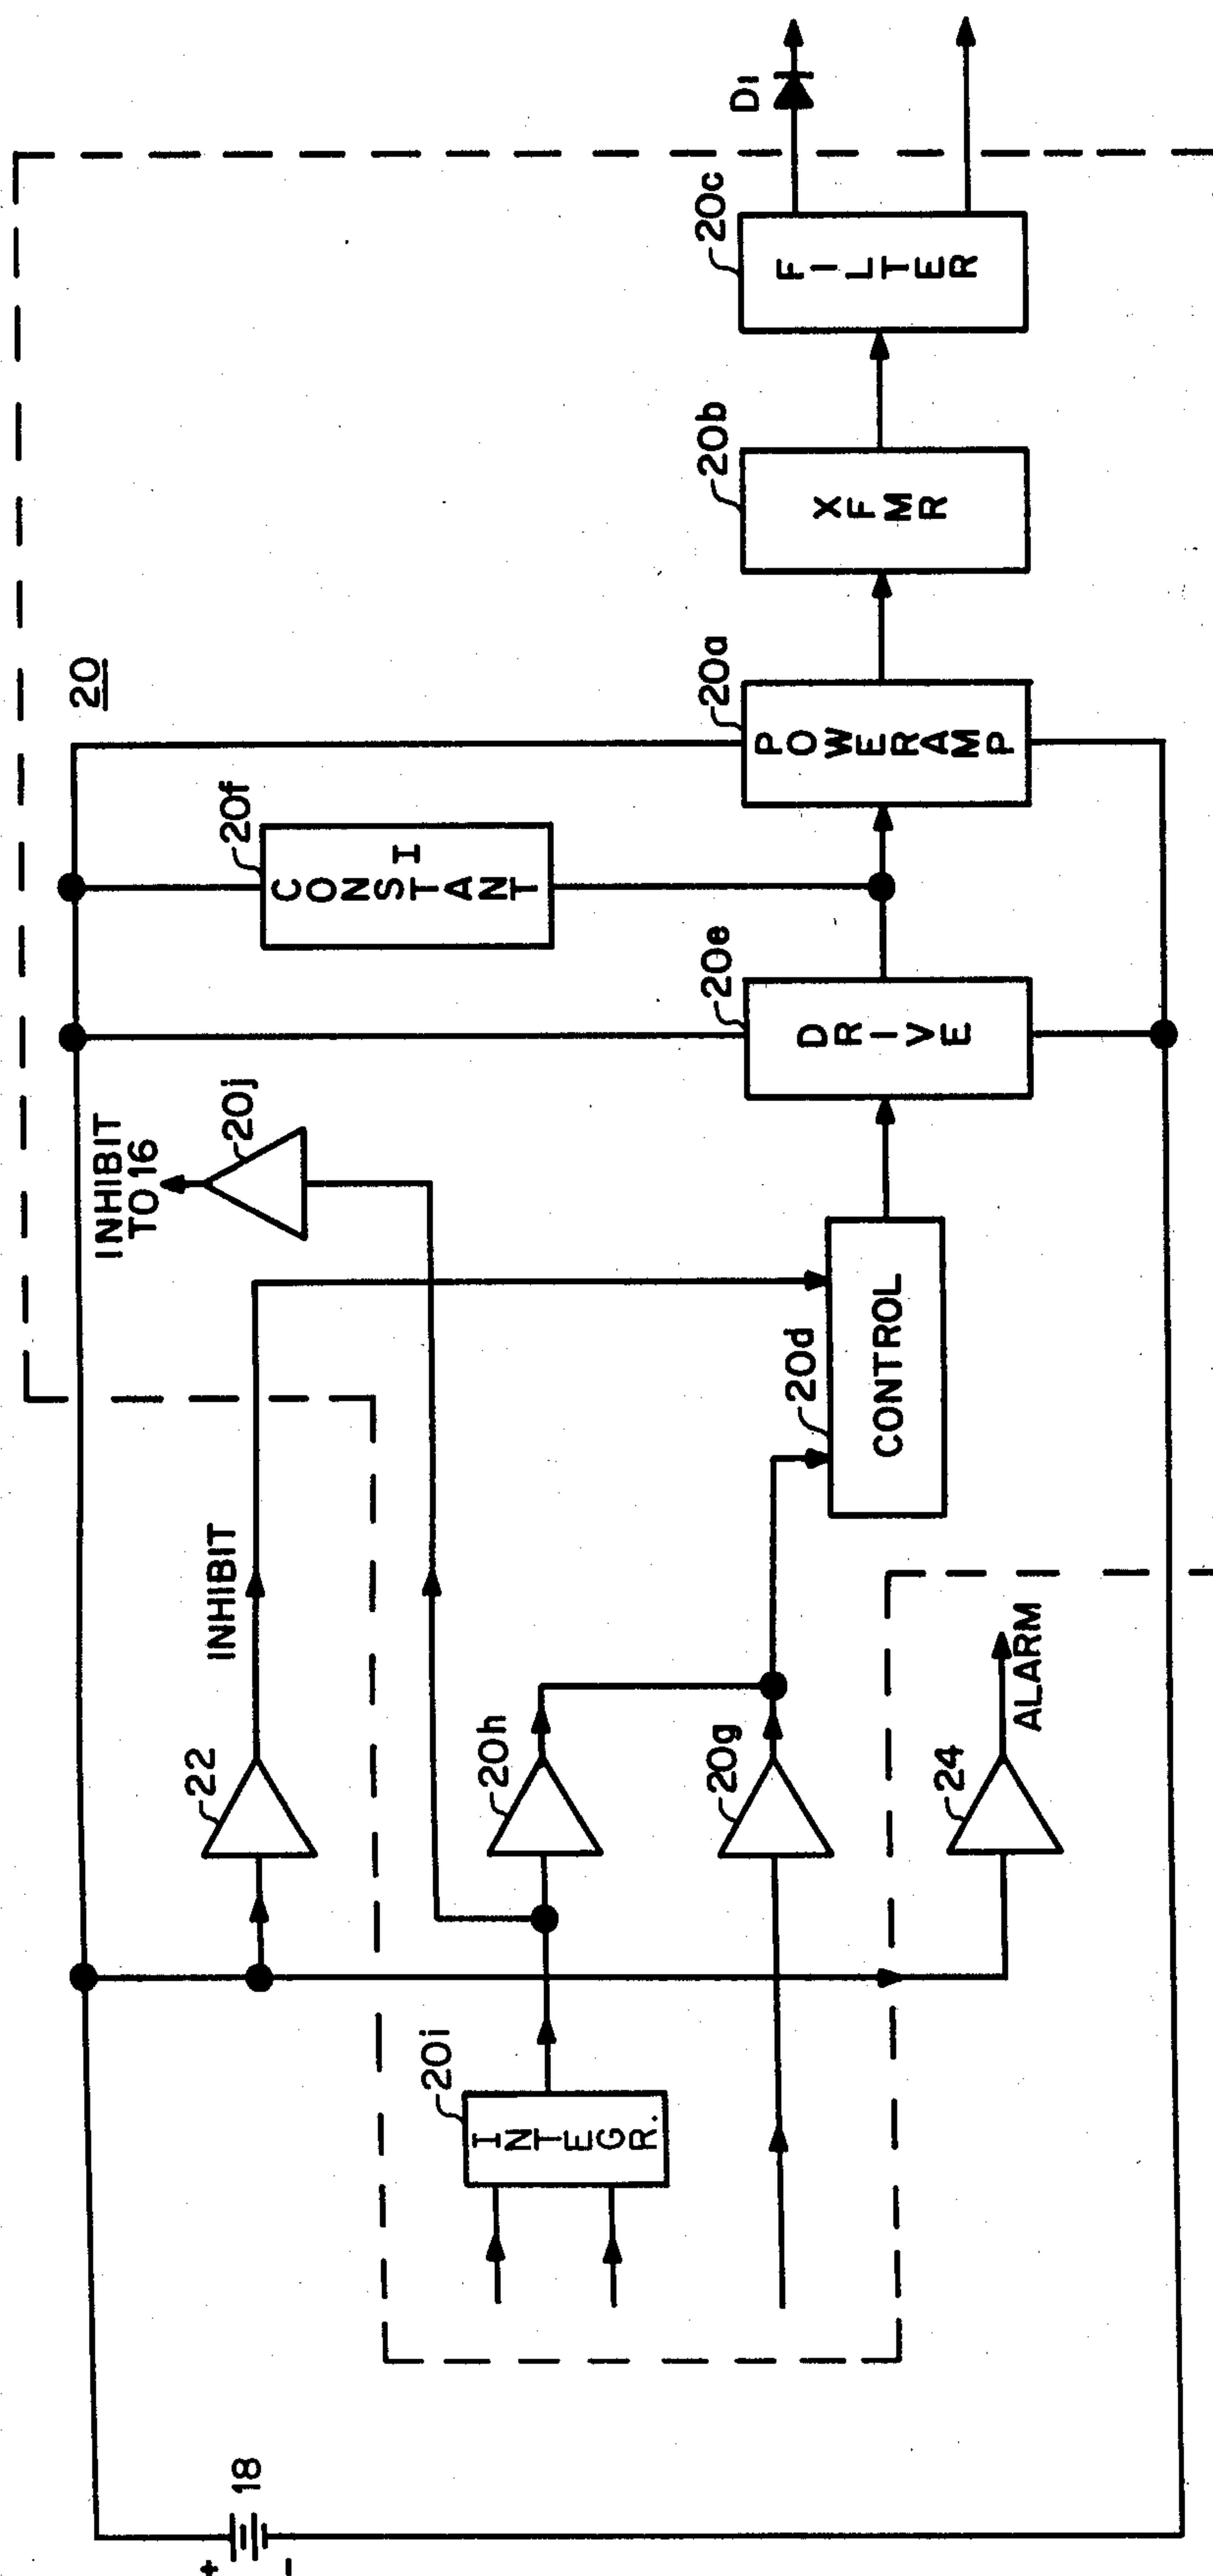 20
INHIBIT
TO 16
20j
20f
CONSTANT
I
INHIBIT
22
20h
20g
20i
INTEGR.
20d
CONTROL
20e
DRIVE
20a
POWER AMP
20b
XFMR
20c
FILTER
D1
24
ALARM
18
+
-